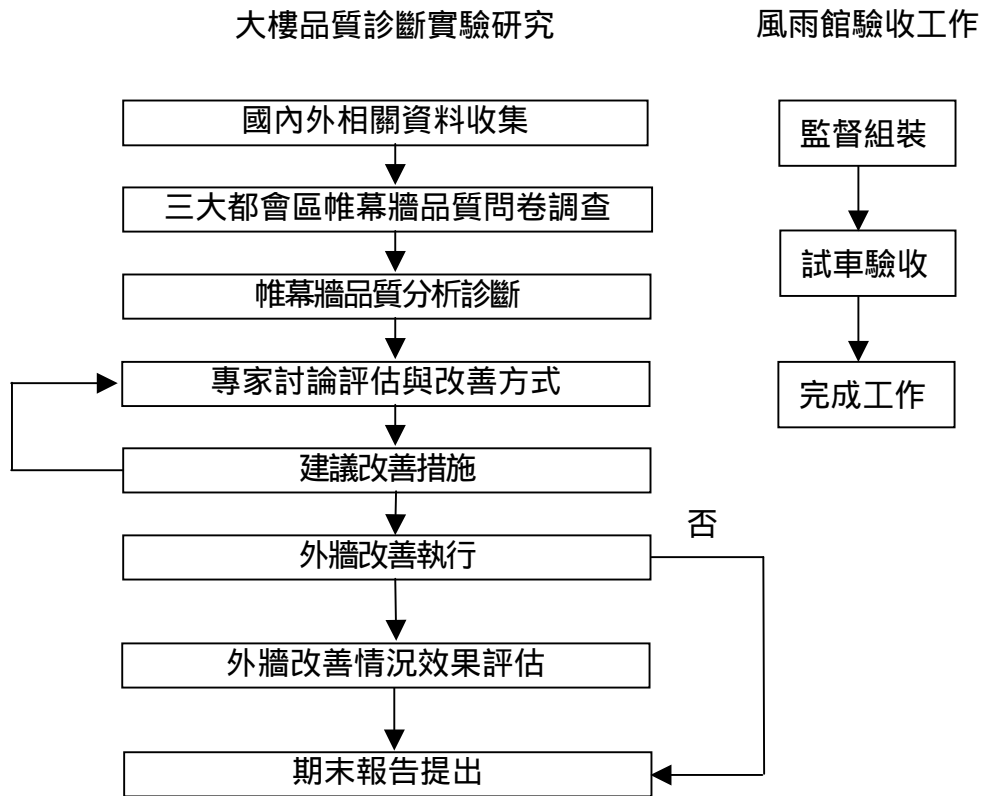 大樓品質診斷實驗研究
國內外相關資料收集
三大都會區帷幕牆品質問卷調查
帷幕牆品質分析診斷
專家討論評估與改善方式
建議改善措施
外牆改善執行
否
外牆改善情況效果評估
期末報告提出
風雨館驗收工作
監督組裝
試車驗收
完成工作